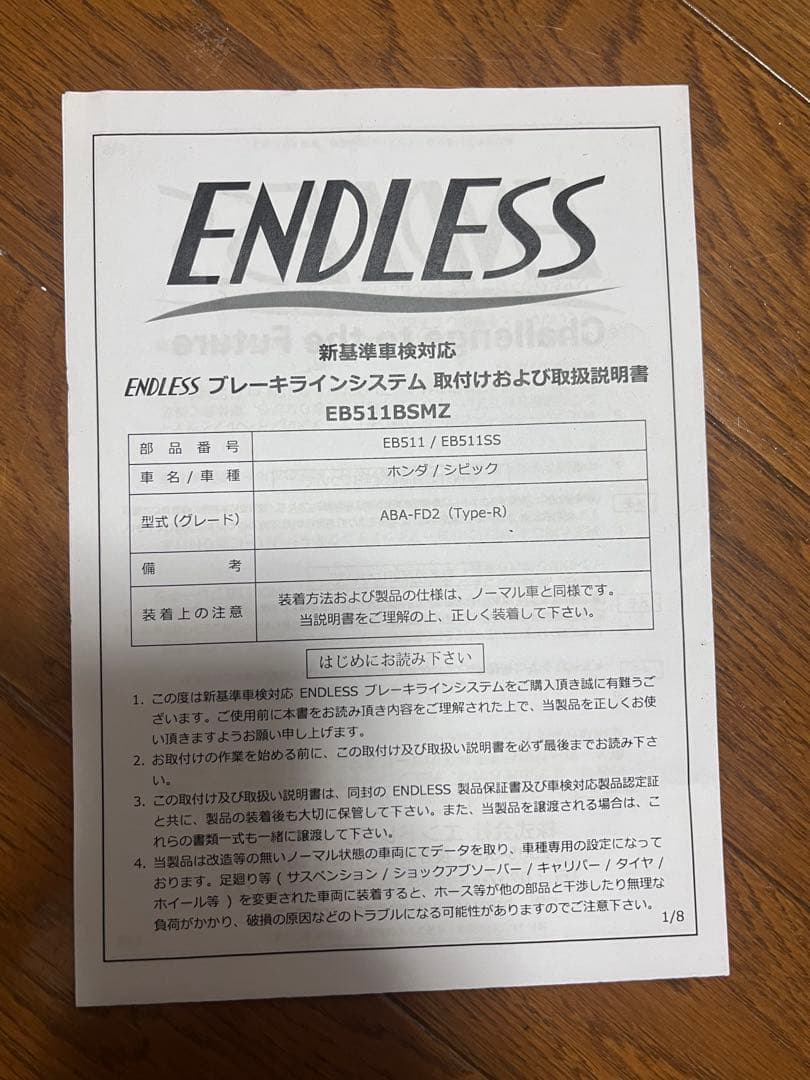 ENDLESS
新基準車検対応
ENDLESS ブレーキラインシステム 取付けおよび取扱説明書
EB511BSMZ
部品番号 EB511 / EB511SS
車名/車種 ホンダ / シビック
型式(グレード) ABA-FD2（Type-R）
備考
装着上の注意 装着方法および製品の仕様は、ノーマル車と同様です。
当説明書をご理解の上、正しく装着して下さい。
はじめにお読み下さい
1. この度は新基準車検対応 ENDLESS ブレーキラインシステムをご購入頂き誠に有難うご
ざいます。ご使用前に本書をお読み頂き内容をご理解された上で、当製品を正しくお使
い頂きますようお願い申し上げます。
2. お取付けの作業を始める前に、この取付け及び取扱い説明書を必ず最後までお読み下さ
い。
3. この取付け及び取扱い説明書は、同封の ENDLESS 製品保証書及び車検対応製品認定証
と共に、製品の装着後も大切に保管して下さい。また、当製品を譲渡される場合は、こ
れらの書類一式も一緒に譲渡して下さい。
4. 当製品は改造等の無いノーマル状態の車両にてデータを取り、車種専用の設定になって
おります。足廻り等 ( サスペンション / ショックアブソーバー / キャリパー / タイヤ /
ホイール等 ) を変更された車両に装着すると、ホース等が他の部品と干渉したり無理な
負荷がかかり、破損の原因などのトラブルになる可能性がありますのでご注意下さい。
1/8